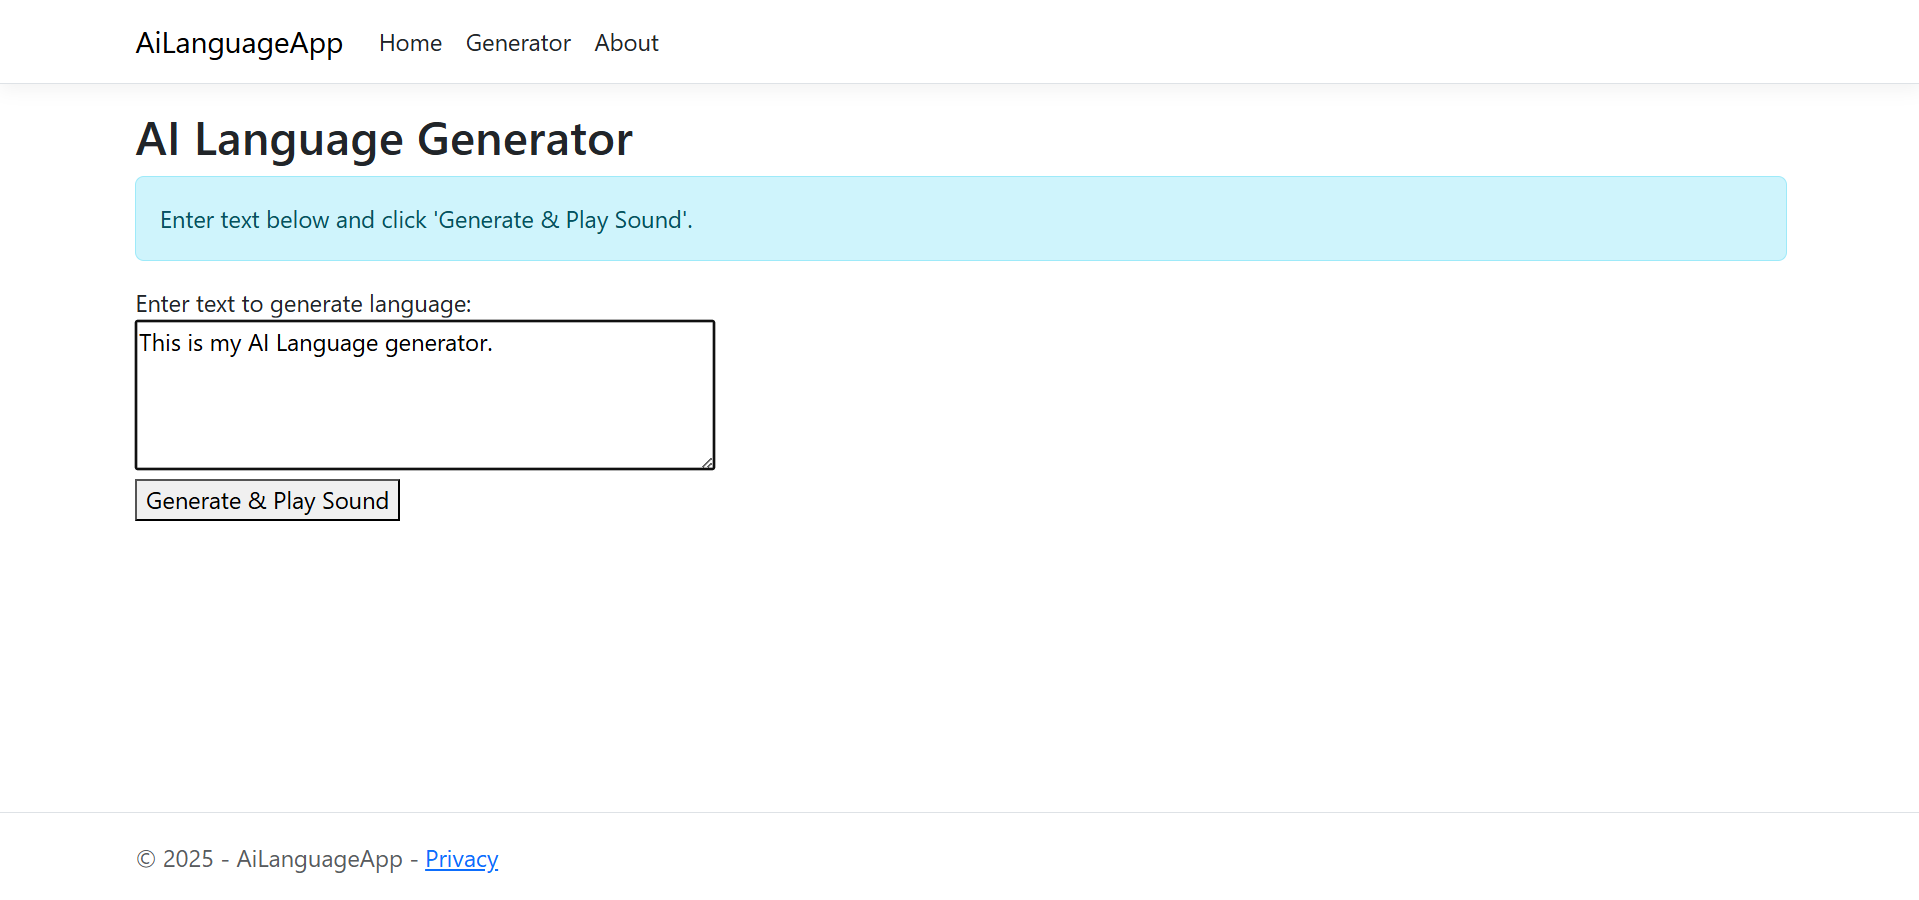 AiLanguageApp Home Generator About
AI Language Generator
Enter text below and click 'Generate & Play Sound'.
Enter text to generate language:
This is my AI Language generator.
Generate & Play Sound
© 2025 - AiLanguageApp - Privacy